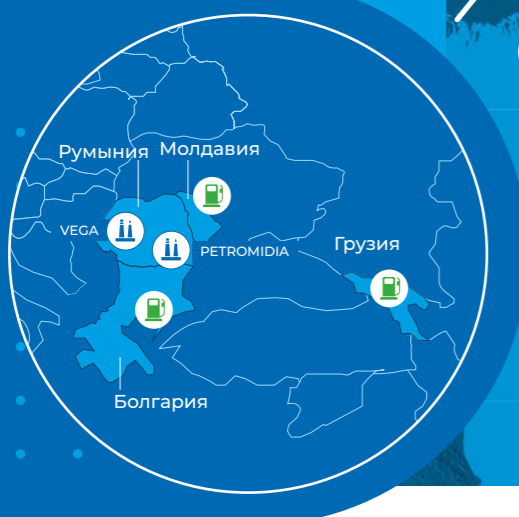 Румыния
Молдавия
VEGA
PETROMIDIA
Грузия
Болгария